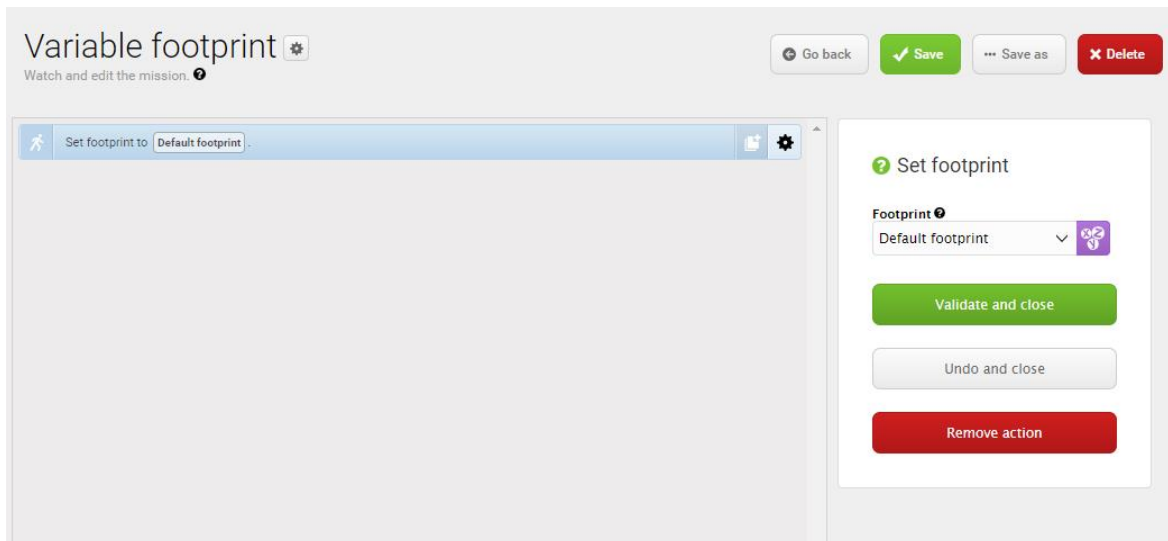 Variable footprint
Watch and edit the mission.
Go back
Save
Save as
Delete
Set footprint to Default footprint .
Set footprint
Footprint
Default footprint
Validate and close
Undo and close
Remove action